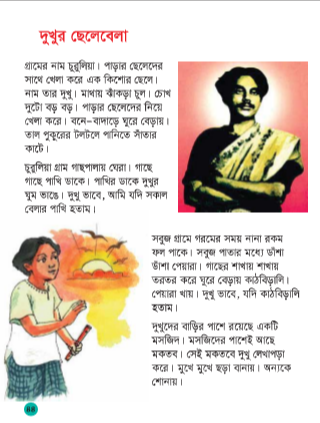 দুখুর ছেলেবেলা
গ্রামের নাম চুরুলিয়া। পাড়ার ছেলেদের
সাথে খেলা করে এক কিশোর ছেলে।
নাম তার দুখু। মাথায় ঝাঁকড়া চুল। চোখ
দুটো বড় বড়। পাড়ার ছেলেদের নিয়ে
খেলা করে। বনে-বাদাড়ে ঘুরে বেড়ায়।
তাল পুকুরের টলটলে পানিতে সাঁতার
কাটে।
চুরুলিয়া গ্রাম গাছপালায় ঘেরা। গাছে
গাছে পাখি ডাকে। পাখির ডাকে দুখুর
ঘুম ভাঙে। দুখু ভাবে, আমি যদি সকাল
বেলার পাখি হতাম।
সবুজ গ্রামে গরমের সময় নানা রকম
ফল পাকে। সবুজ পাতার মধ্যে ডাঁশা
ডাঁশা পেয়ারা। গাছের শাখায় শাখায়
তরতর করে ঘুরে বেড়ায় কাঠবিড়ালি।
পেয়ারা খায়। দুখু ভাবে, যদি কাঠবিড়ালি
হতাম।
দুখুদের বাড়ির পাশে রয়েছে একটি
মসজিদ। মসজিদের পাশেই আছে
মকতব। সেই মকতবে দুখু লেখাপড়া
করে। মুখে মুখে ছড়া বানায়। অন্যকে
শোনায়।